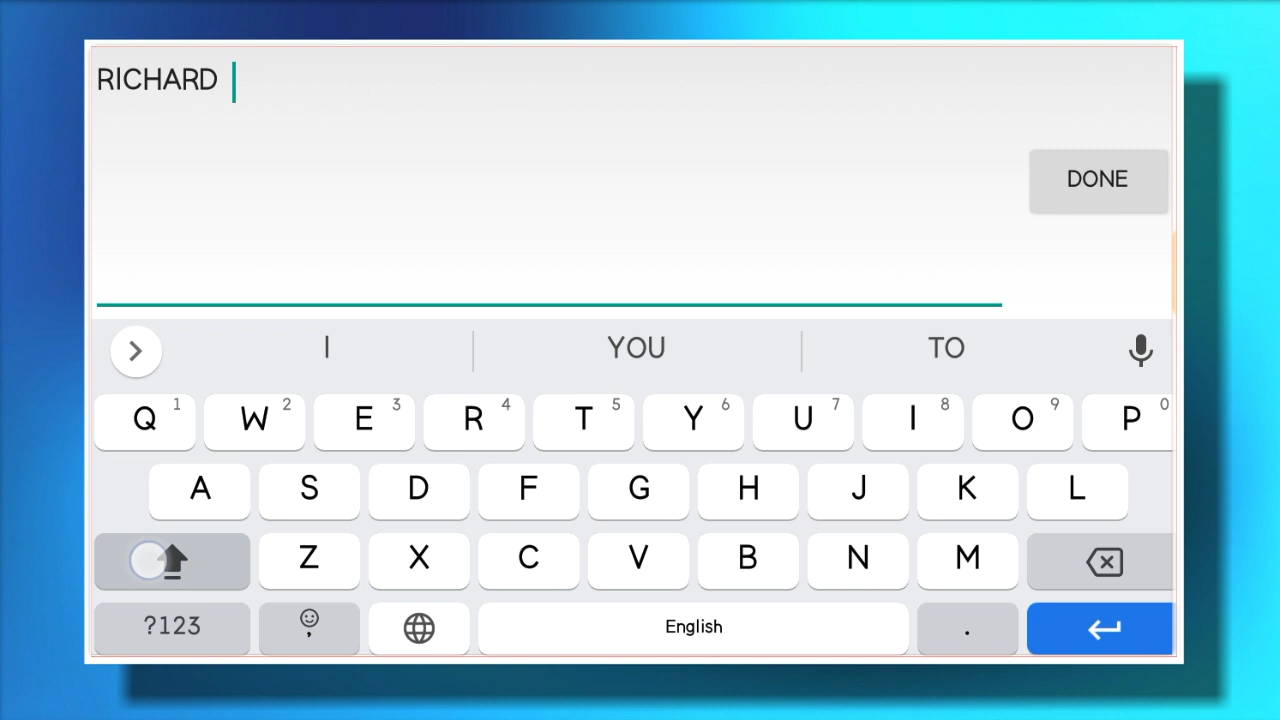 RICHARD
DONE
I YOU TO
Q 1 W 2 E 3 R 4 T 5 Y 6 U 7 I 8 O 9 P 0
A S D F G H J K L
Z X C V B N M
?123 , English .